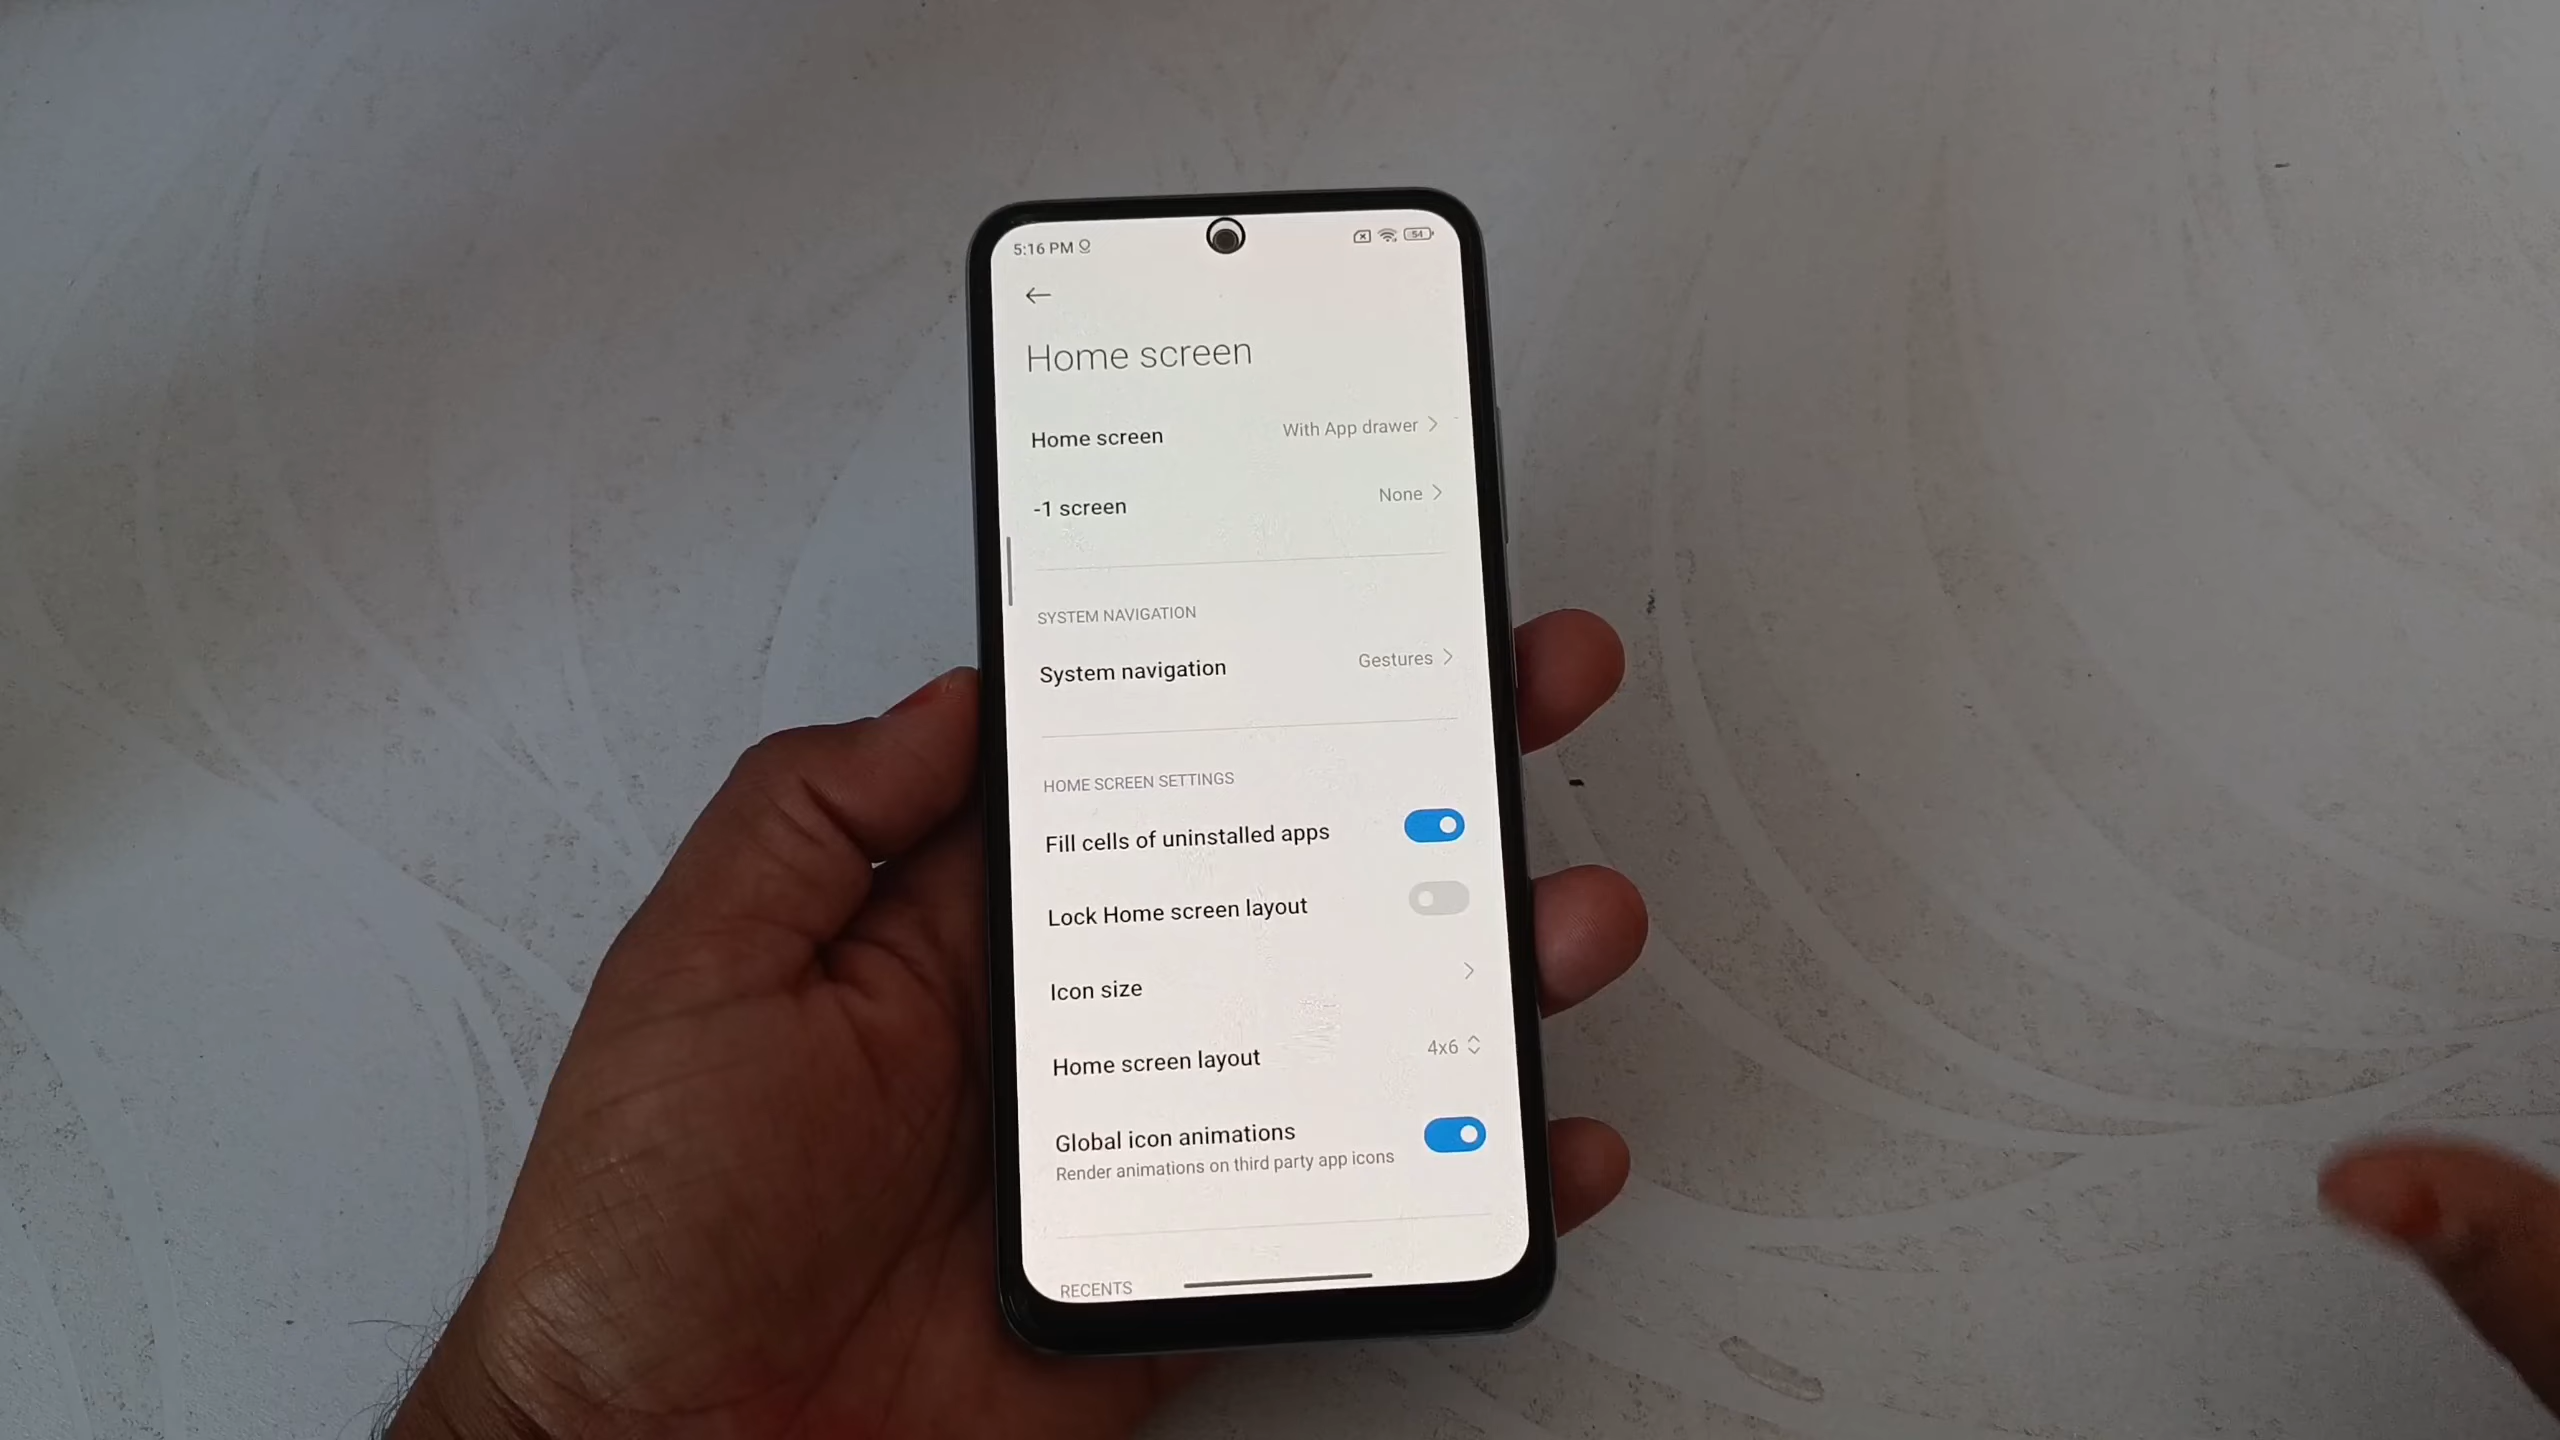 5:16 PM
54
Home screen
Home screen With App drawer
-1 screen None
SYSTEM NAVIGATION
System navigation Gestures
HOME SCREEN SETTINGS
Fill cells of uninstalled apps
Lock Home screen layout
Icon size
Home screen layout 4x6
Global icon animations
Render animations on third party app icons
RECENTS